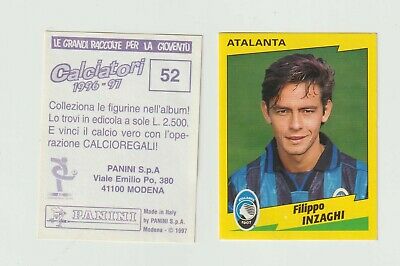 LE GRANDI RACCOLTE PER LA GIOVENTÙ
Calciatori
1996-97
52
Colleziona le figurine nell'album!
Lo trovi in edicola a sole L. 2.500.
E vinci il calcio vero con l'ope-
razione CALCIOREGALI!
PANINI S.p.A
Viale Emilio Po, 380
41100 MODENA
PANINI
Made in Italy
by PANINI S.p.A.
Modena - © 1997
ATALANTA
Filippo
INZAGHI